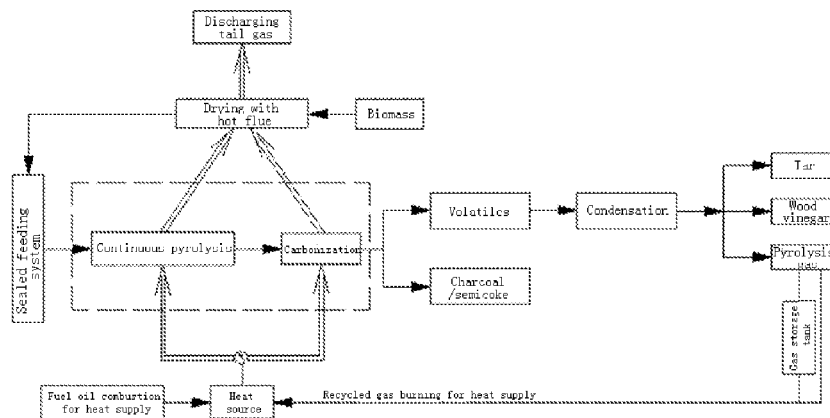 Discharging
tail gas
Drying with
hot flue
Biomass
Sealed feeding
system
Continuous pyrolysis
Carbonization
Volatiles
Condensation
Tar
Wood
vinegar
Pyrolysis
gas
Charcoal
/semicoke
Gas storage
tank
Fuel oil combustion
for heat supply
Heat
source
Recycled gas burning for heat supply